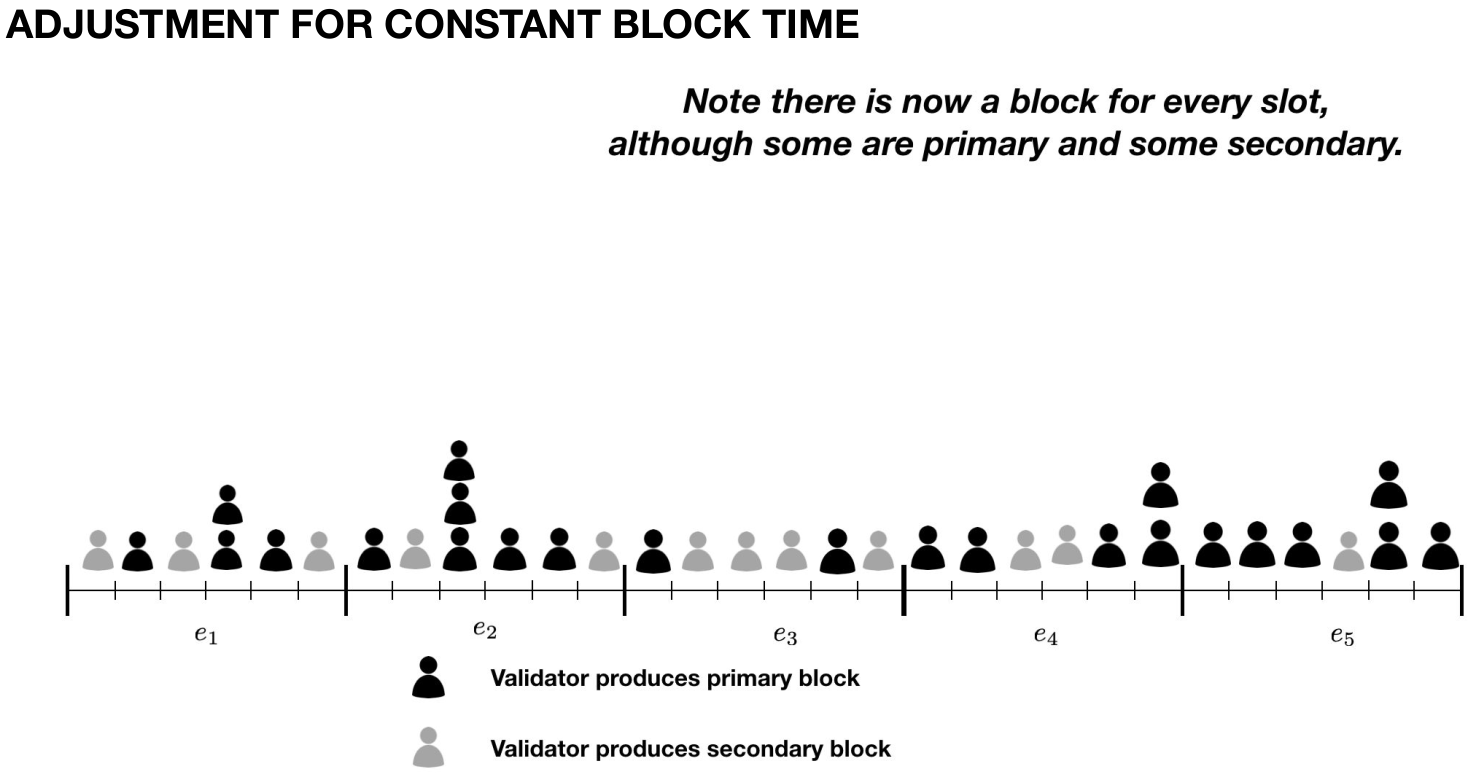 ADJUSTMENT FOR CONSTANT BLOCK TIME
Note there is now a block for every slot,
although some are primary and some secondary.
e₁ e₂ e₃ e₄ e₅
Validator produces primary block
Validator produces secondary block